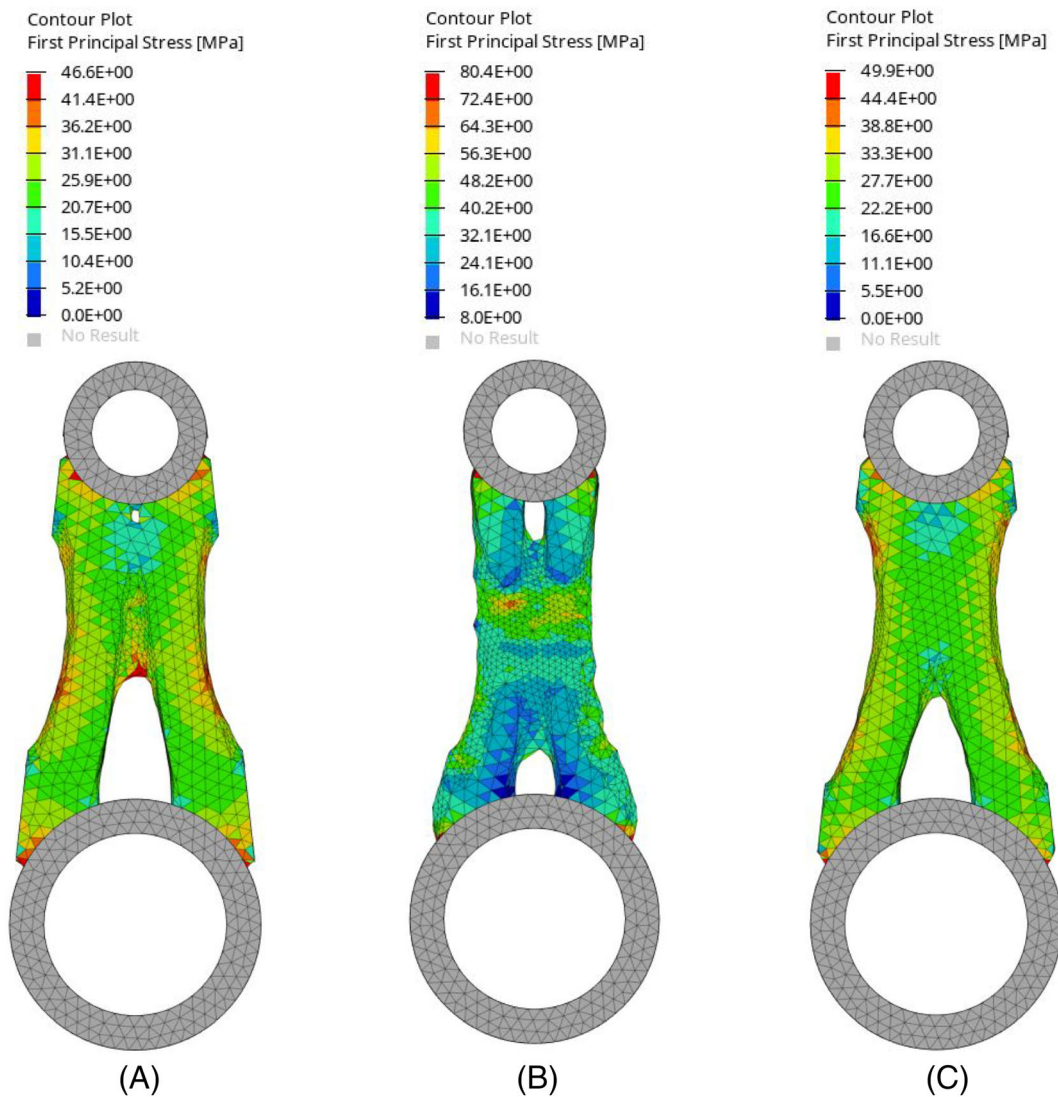 Contour Plot
First Principal Stress [MPa]
46.6E+00
41.4E+00
36.2E+00
31.1E+00
25.9E+00
20.7E+00
15.5E+00
10.4E+00
5.2E+00
0.0E+00
No Result
(A)
Contour Plot
First Principal Stress [MPa]
80.4E+00
72.4E+00
64.3E+00
56.3E+00
48.2E+00
40.2E+00
32.1E+00
24.1E+00
16.1E+00
8.0E+00
No Result
(B)
Contour Plot
First Principal Stress [MPa]
49.9E+00
44.4E+00
38.8E+00
33.3E+00
27.7E+00
22.2E+00
16.6E+00
11.1E+00
5.5E+00
0.0E+00
No Result
(C)